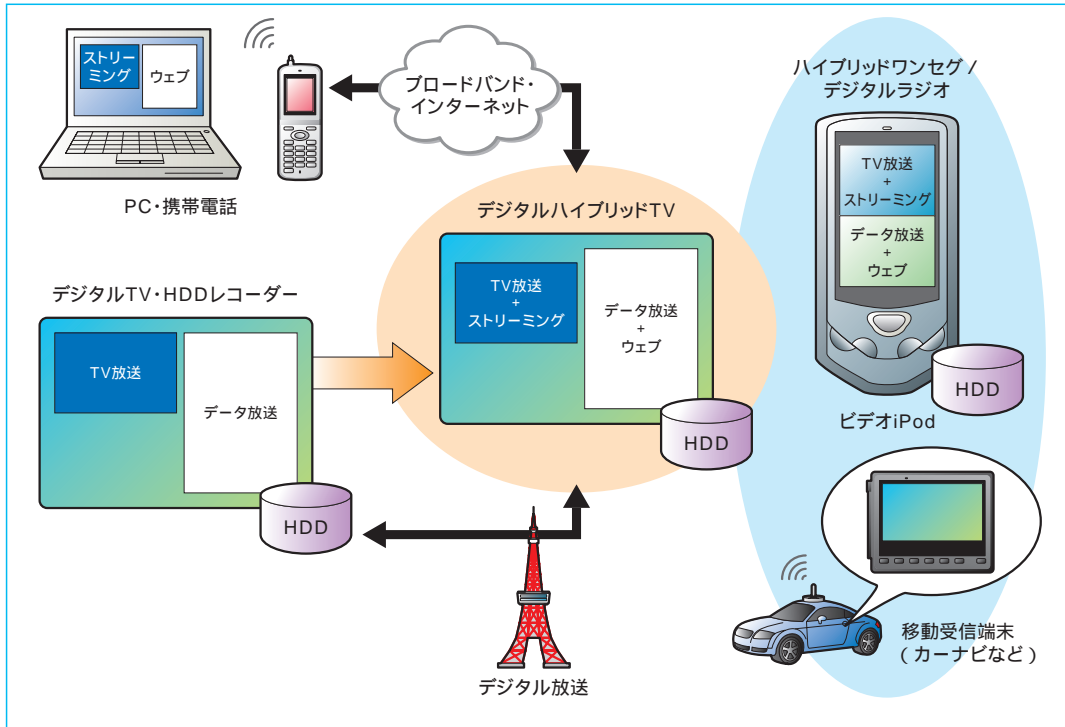 ストリー
ミング
ウェブ
PC・携帯電話
ブロードバンド・
インターネット
ハイブリッドワンセグ/
デジタルラジオ
TV放送
+
ストリーミング
データ放送
+
ウェブ
HDD
ビデオiPod
デジタルハイブリッドTV
TV放送
+
ストリーミング
データ放送
+
ウェブ
HDD
デジタルTV・HDDレコーダー
TV放送
データ放送
HDD
デジタル放送
移動受信端末
(カーナビなど)